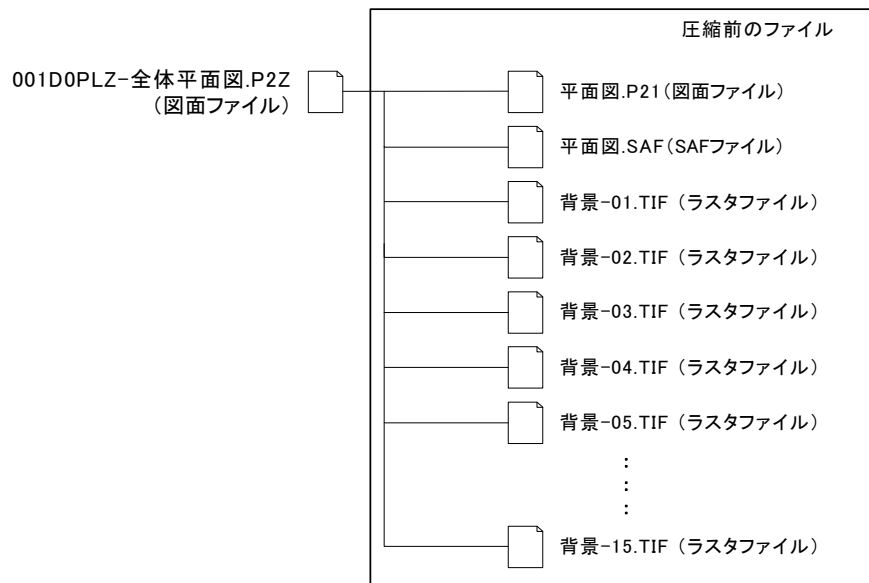 圧縮前のファイル
001D0PLZ-全体平面図.P2Z
(図面ファイル)
平面図.P21(図面ファイル)
平面図.SAF(SAFファイル)
背景-01.TIF (ラスタファイル)
背景-02.TIF (ラスタファイル)
背景-03.TIF (ラスタファイル)
背景-04.TIF (ラスタファイル)
背景-05.TIF (ラスタファイル)
:
:
:
背景-15.TIF (ラスタファイル)